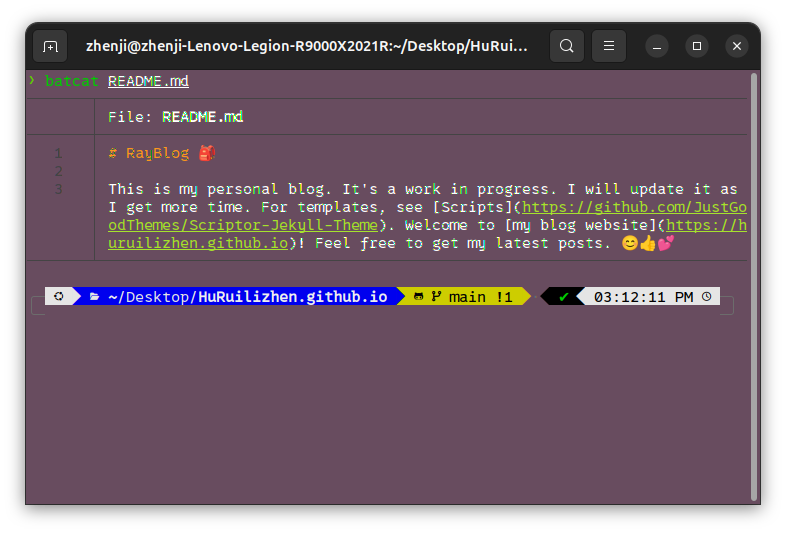 zhenji@zhenji-Lenovo-Legion-R9000X2021R:~/Desktop/HuRui...
❯ batcat README.md
File: README.md
1 # RayBlog 🎒
2
3 This is my personal blog. It's a work in progress. I will update it as
I get more time. For templates, see [Scripts](https://github.com/JustGo
odThemes/Scriptor-Jekyll-Theme). Welcome to [my blog website](https://h
uruilizhen.github.io)! Feel free to get my latest posts. 😊👍💕
~/Desktop/HuRuilizhen.github.io main !1 ✔ 03:12:11 PM